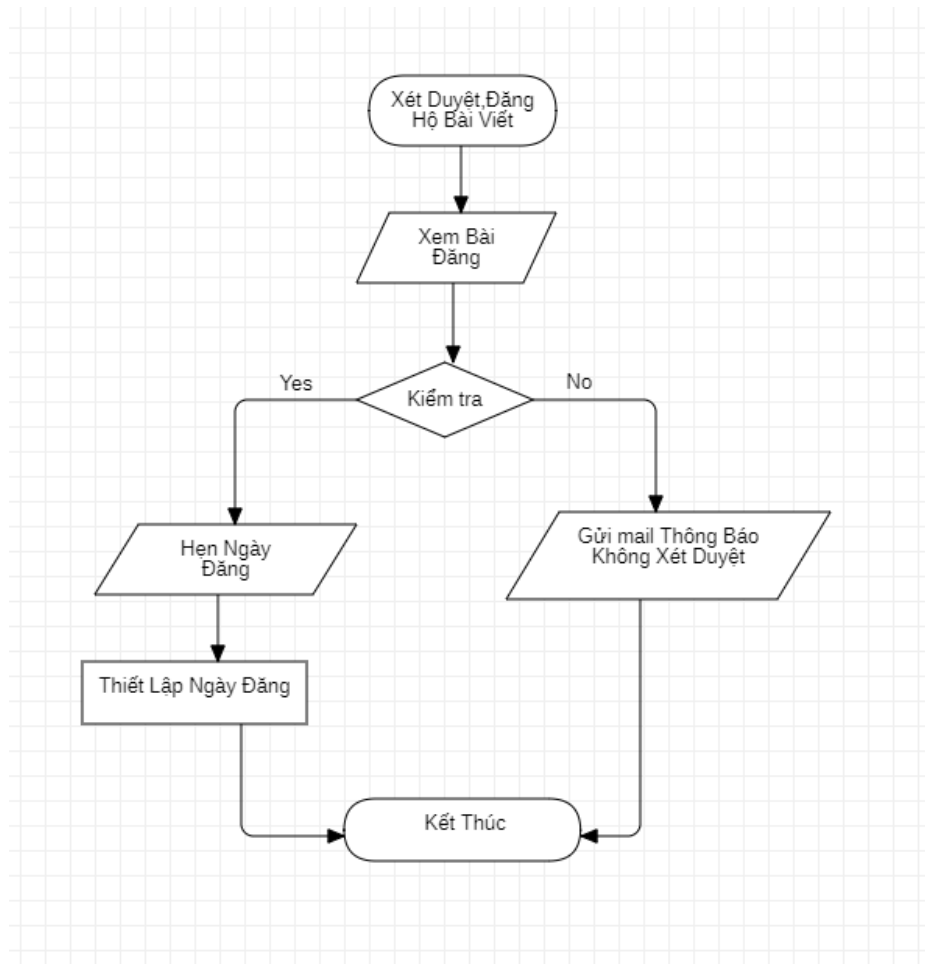 Xét Duyệt,Đăng
Hộ Bài Viết
Xem Bài
Đăng
Kiểm tra
Yes
No
Hẹn Ngày
Đăng
Gửi mail Thông Báo
Không Xét Duyệt
Thiết Lập Ngày Đăng
Kết Thúc